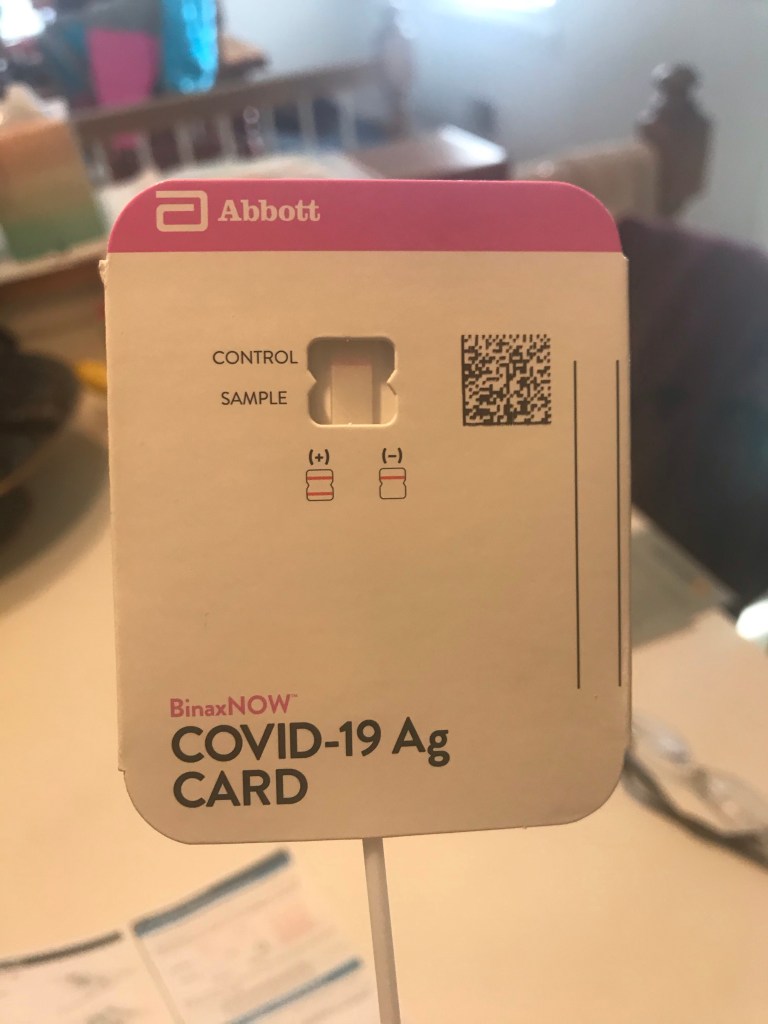 Abbott
CONTROL
SAMPLE
(+) (-)
BinaxNOW™
COVID-19 Ag
CARD